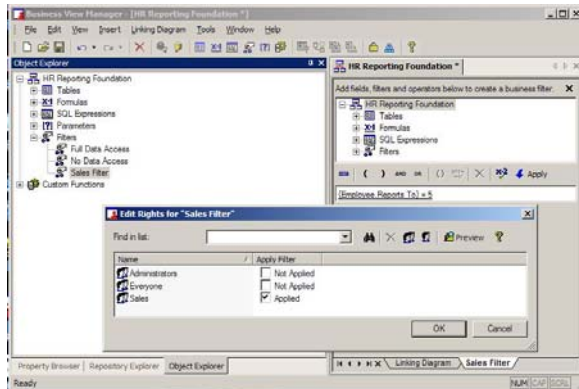 Business View Manager - [HR Reporting Foundation *]
File Edit View Insert Linking Diagram Tools Window Help
Object Explorer
HR Reporting Foundation
Tables
Formulas
SQL Expressions
Parameters
Filters
Full Data Access
No Data Access
Sales Filter
Custom Functions
HR Reporting Foundation *
Add fields, filters and operators below to create a business filter.
HR Reporting Foundation
Tables
Formulas
SQL Expressions
Filters
Apply
{Employee.Reports To} = 5
Edit Rights for "Sales Filter"
Find in list:
Preview
Name / Apply Filter
Administrators Not Applied
Everyone Not Applied
Sales Applied
OK Cancel
Property Browser Repository Explorer Object Explorer
Linking Diagram Sales Filter
Ready
NUM CAP SCRL